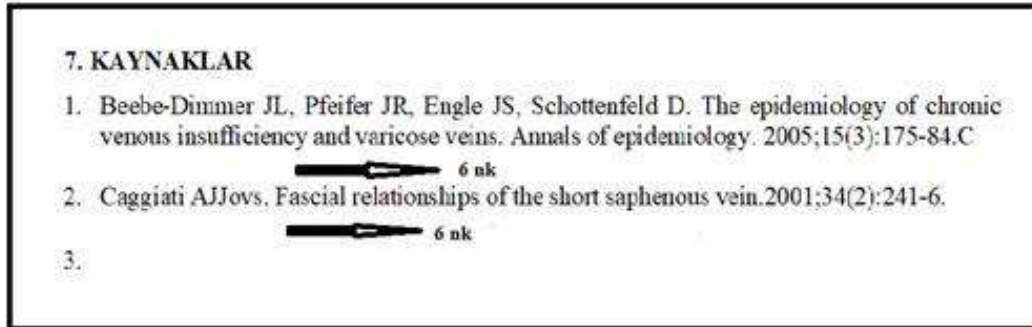 7. KAYNAKLAR
1. Beebe-Dimmer JL, Pfeifer JR, Engle JS, Schottenfeld D. The epidemiology of chronic
venous insufficiency and varicose veins. Annals of epidemiology. 2005;15(3):175-84.C
6 nk
2. Caggiati AJJovs. Fascial relationships of the short saphenous vein.2001;34(2):241-6.
6 nk
3.